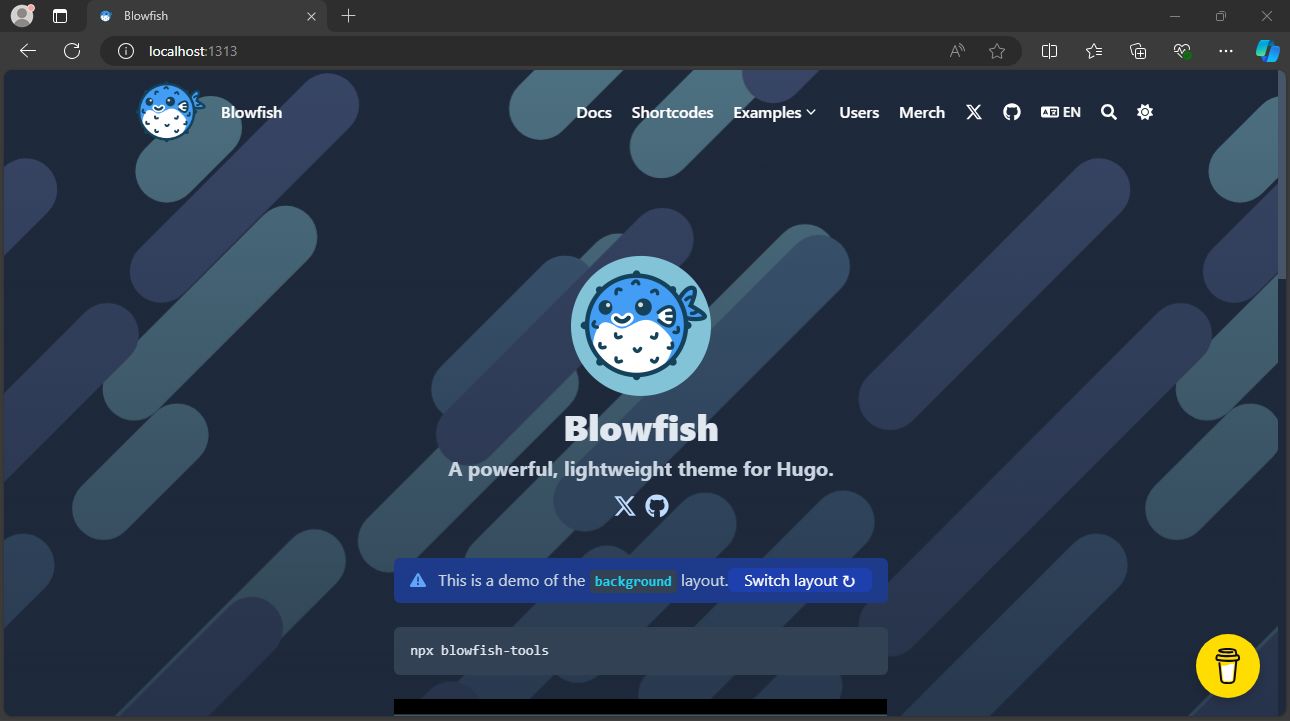 Blowfish
localhost:1313
Blowfish
Docs Shortcodes Examples Users Merch EN
Blowfish
A powerful, lightweight theme for Hugo.
This is a demo of the background layout. Switch layout ↻
npx blowfish-tools